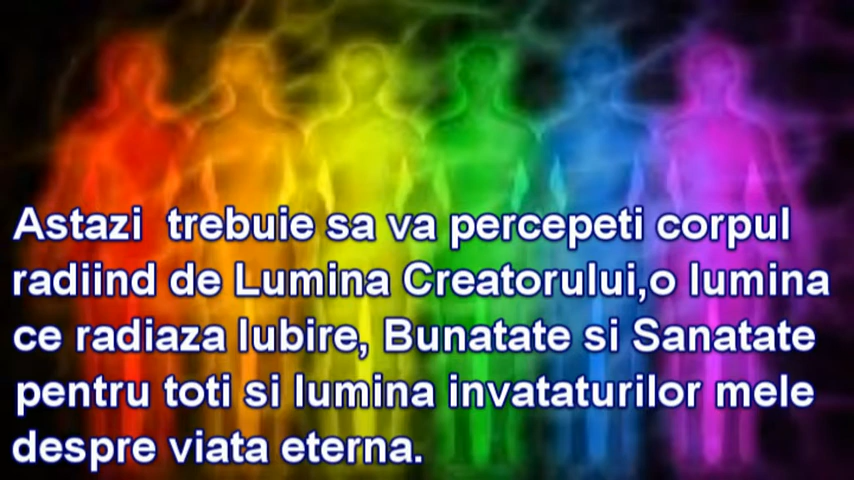 Astazi  trebuie sa va percepeti corpul
radiind de Lumina Creatorului,o lumina
ce radiaza Iubire, Bunatate si Sanatate
pentru toti si lumina invataturilor mele
despre viata eterna.